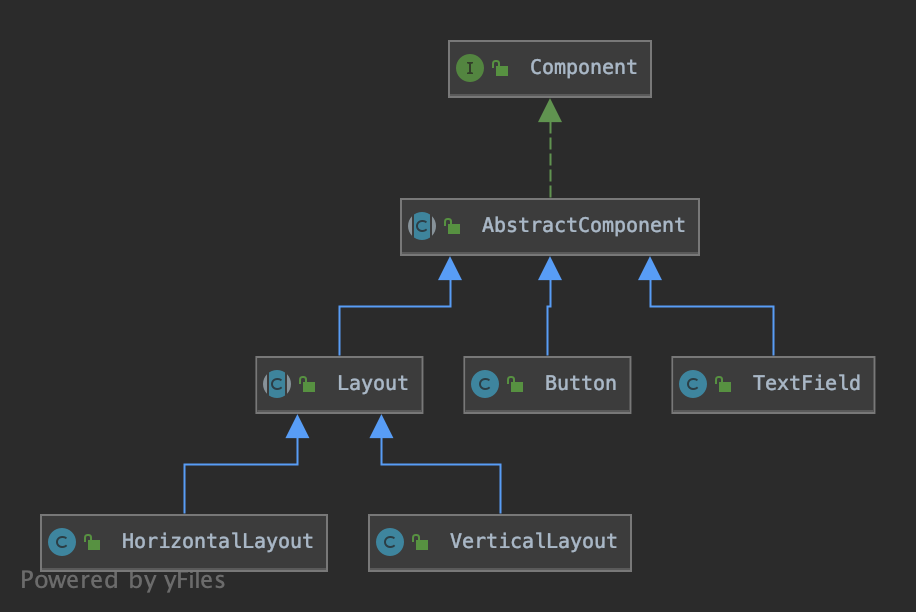 I Component
C AbstractComponent
C Layout
C Button
C TextField
C HorizontalLayout
C VerticalLayout
Powered by yFiles